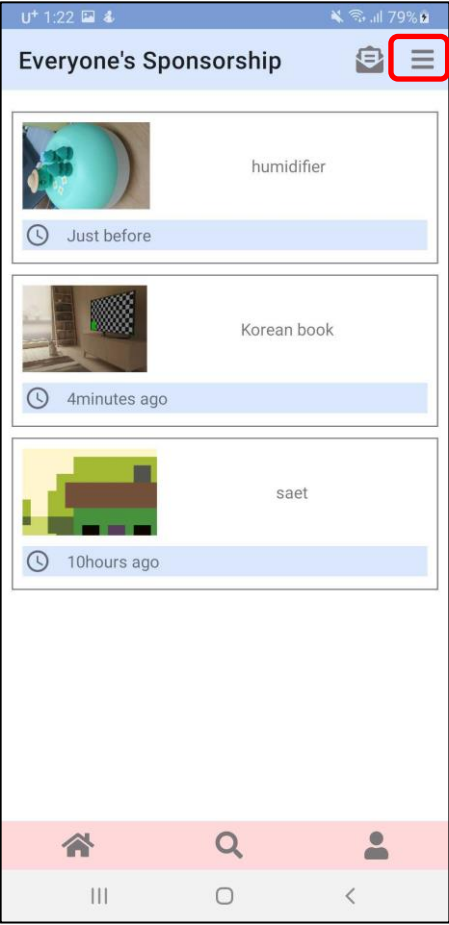 U+ 1:22 79%
Everyone's Sponsorship
humidifier
Just before
Korean book
4minutes ago
saet
10hours ago